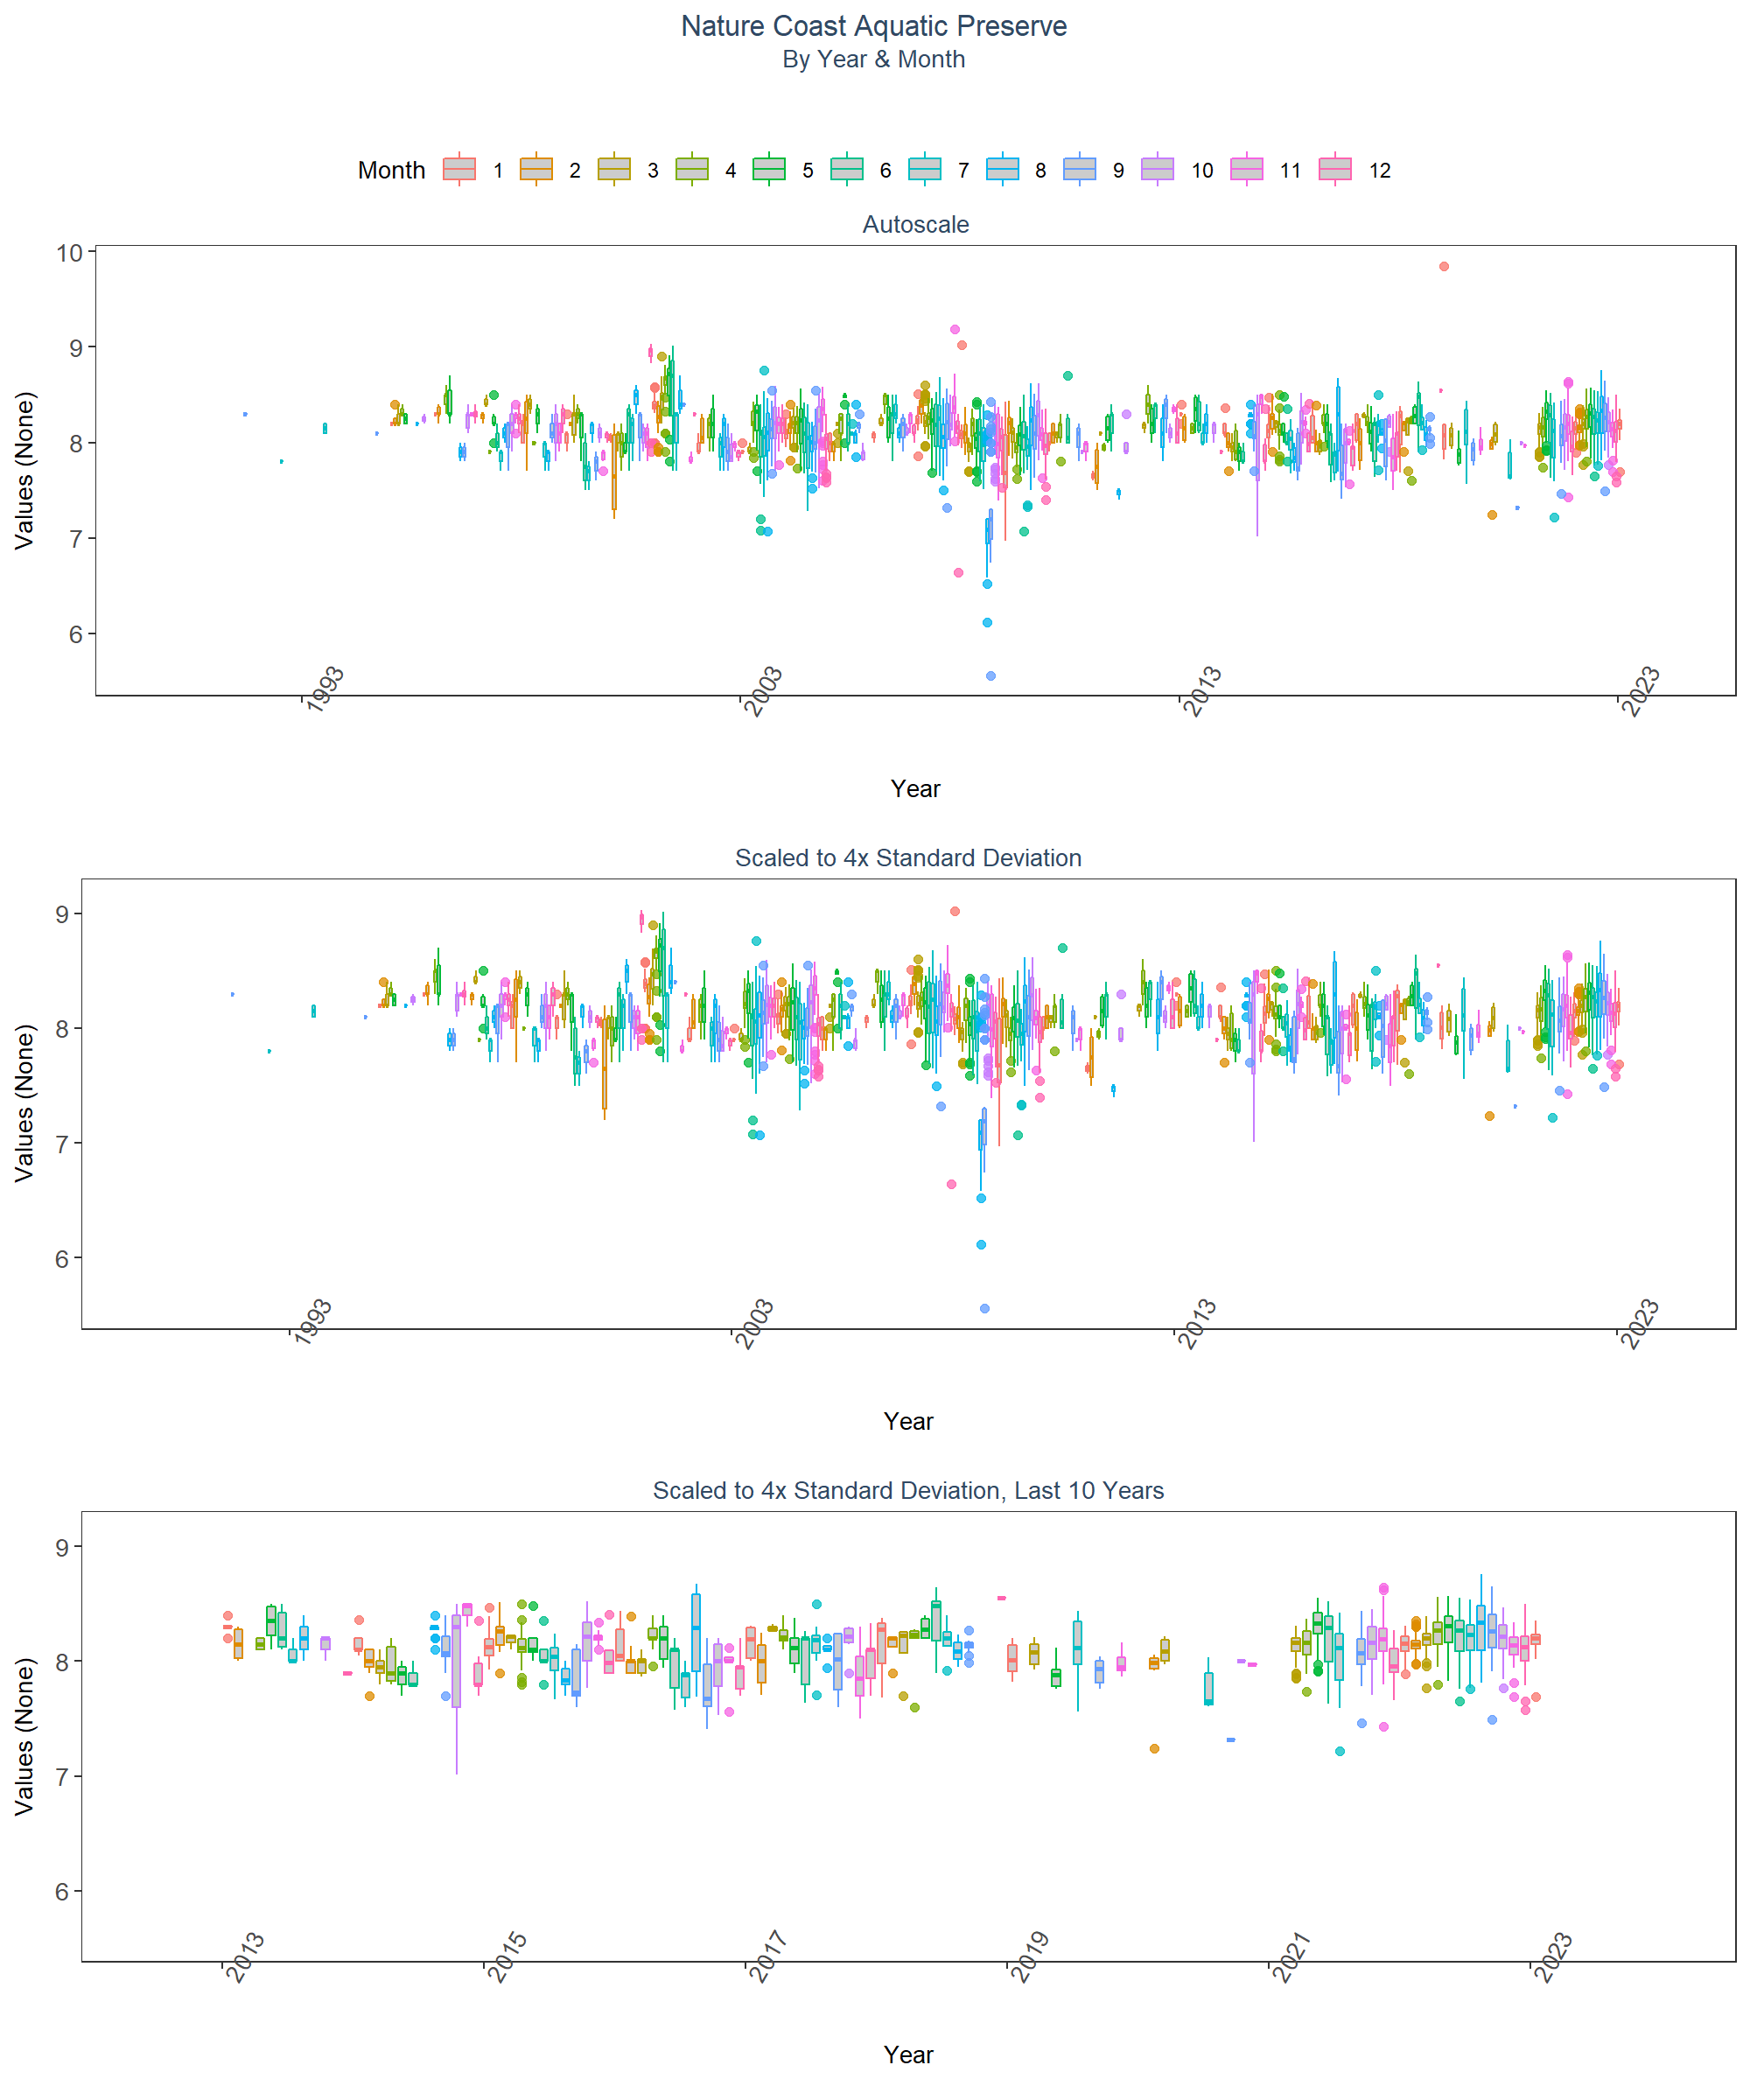 Nature Coast Aquatic Preserve
By Year & Month
Month 1 2 3 4 5 6 7 8 9 10 11 12
Autoscale
10
9
8
7
6
Values (None)
1993 2003 2013 2023
Year
Scaled to 4x Standard Deviation
9
8
7
6
Values (None)
1993 2003 2013 2023
Year
Scaled to 4x Standard Deviation, Last 10 Years
9
8
7
6
Values (None)
2013 2015 2017 2019 2021 2023
Year